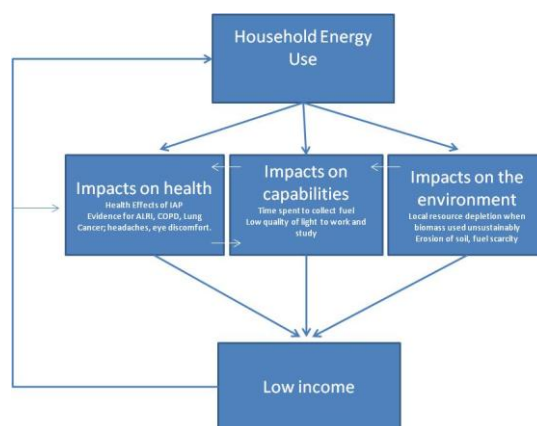 Household Energy
Use
Impacts on health
Health Effects of IAP
Evidence for ALRI, COPD, Lung
Cancer; headaches, eye discomfort.
Impacts on
capabilities
Time spent to collect fuel
Low quality of light to work and
study
Impacts on the
environment
Local resource depletion when
biomass used unsustainably
Erosion of soil, fuel scarcity
Low income